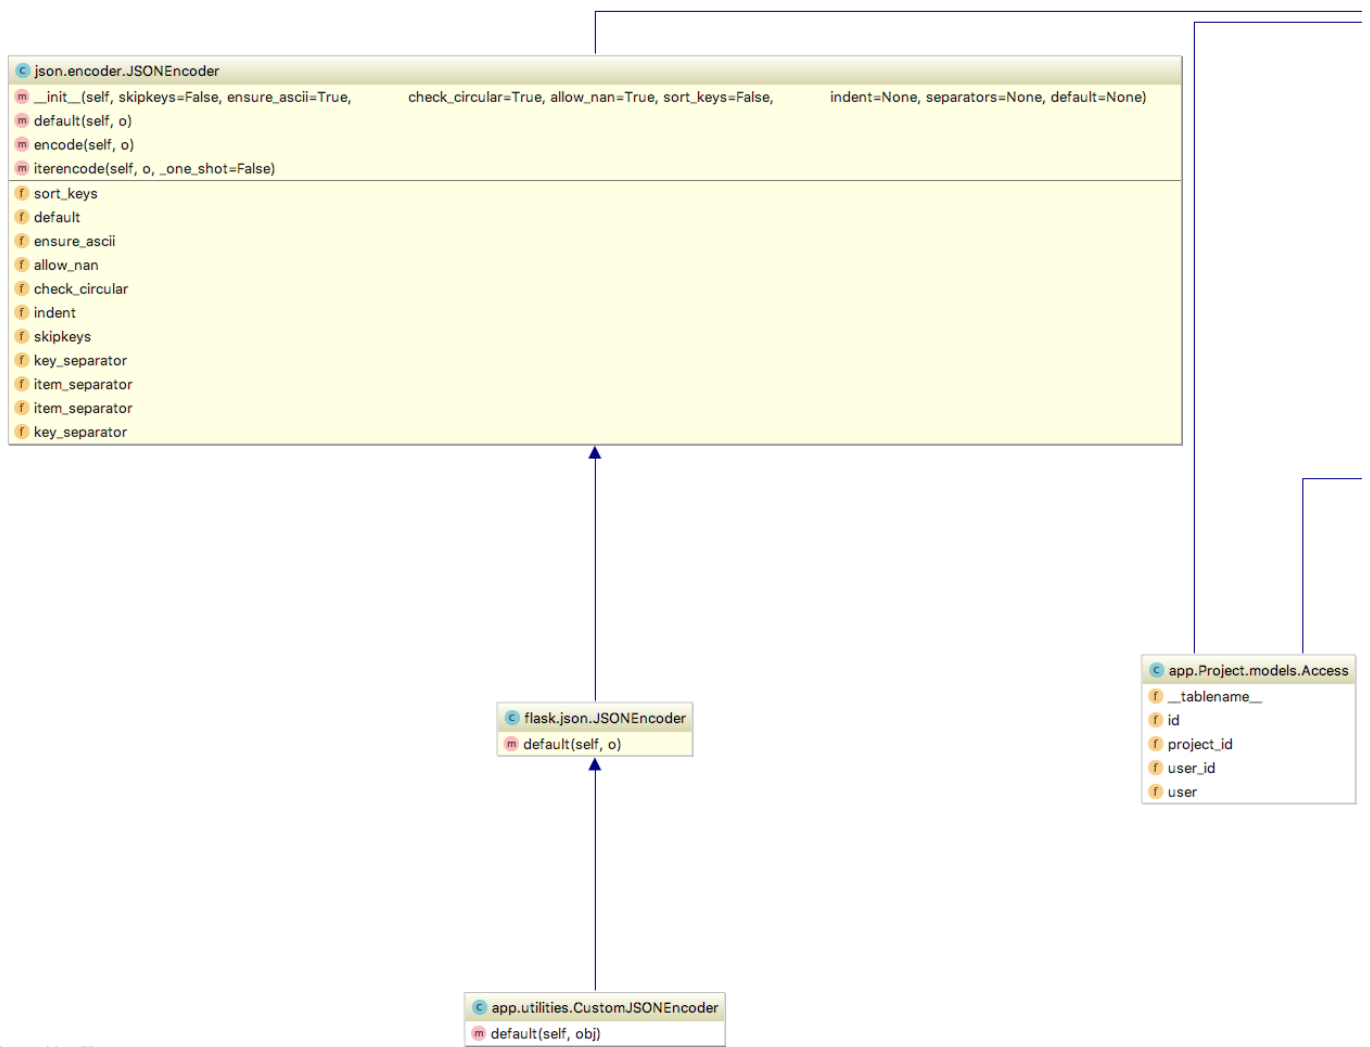 json.encoder.JSONEncoder
__init__(self, skipkeys=False, ensure_ascii=True, check_circular=True, allow_nan=True, sort_keys=False, indent=None, separators=None, default=None)
default(self, o)
encode(self, o)
iterencode(self, o, _one_shot=False)
sort_keys
default
ensure_ascii
allow_nan
check_circular
indent
skipkeys
key_separator
item_separator
item_separator
key_separator
app.Project.models.Access
__tablename__
id
project_id
user_id
user
flask.json.JSONEncoder
default(self, o)
app.utilities.CustomJSONEncoder
default(self, obj)